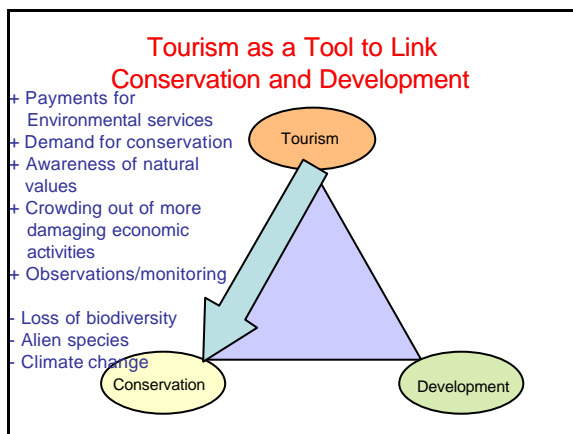 Tourism as a Tool to Link
Conservation and Development
+ Payments for
Environmental services
+ Demand for conservation
+ Awareness of natural
values
+ Crowding out of more
damaging economic
activities
+ Observations/monitoring
- Loss of biodiversity
- Alien species
- Climate change
Tourism
Conservation
Development